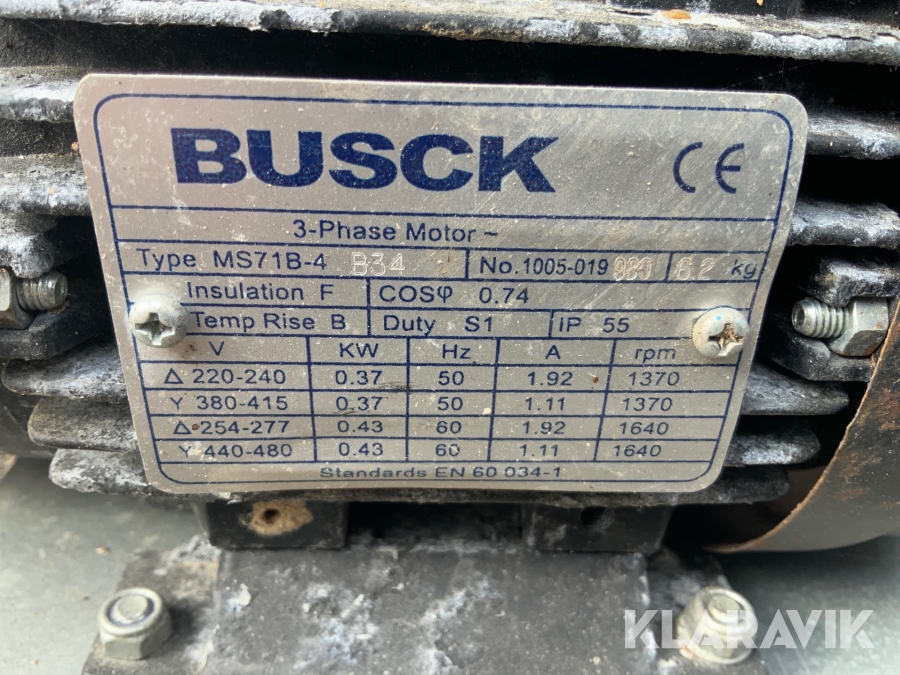 BUSCK CE
3-Phase Motor ~
Type MS71B-4 B34 No.1005-019 980 6.2 kg
Insulation F COSφ 0.74
Temp Rise B Duty S1 IP 55
V KW Hz A rpm
Δ 220-240 0.37 50 1.92 1370
Y 380-415 0.37 50 1.11 1370
Δ 254-277 0.43 60 1.92 1640
Y 440-480 0.43 60 1.11 1640
Standards EN 60 034-1
KLARAVIK